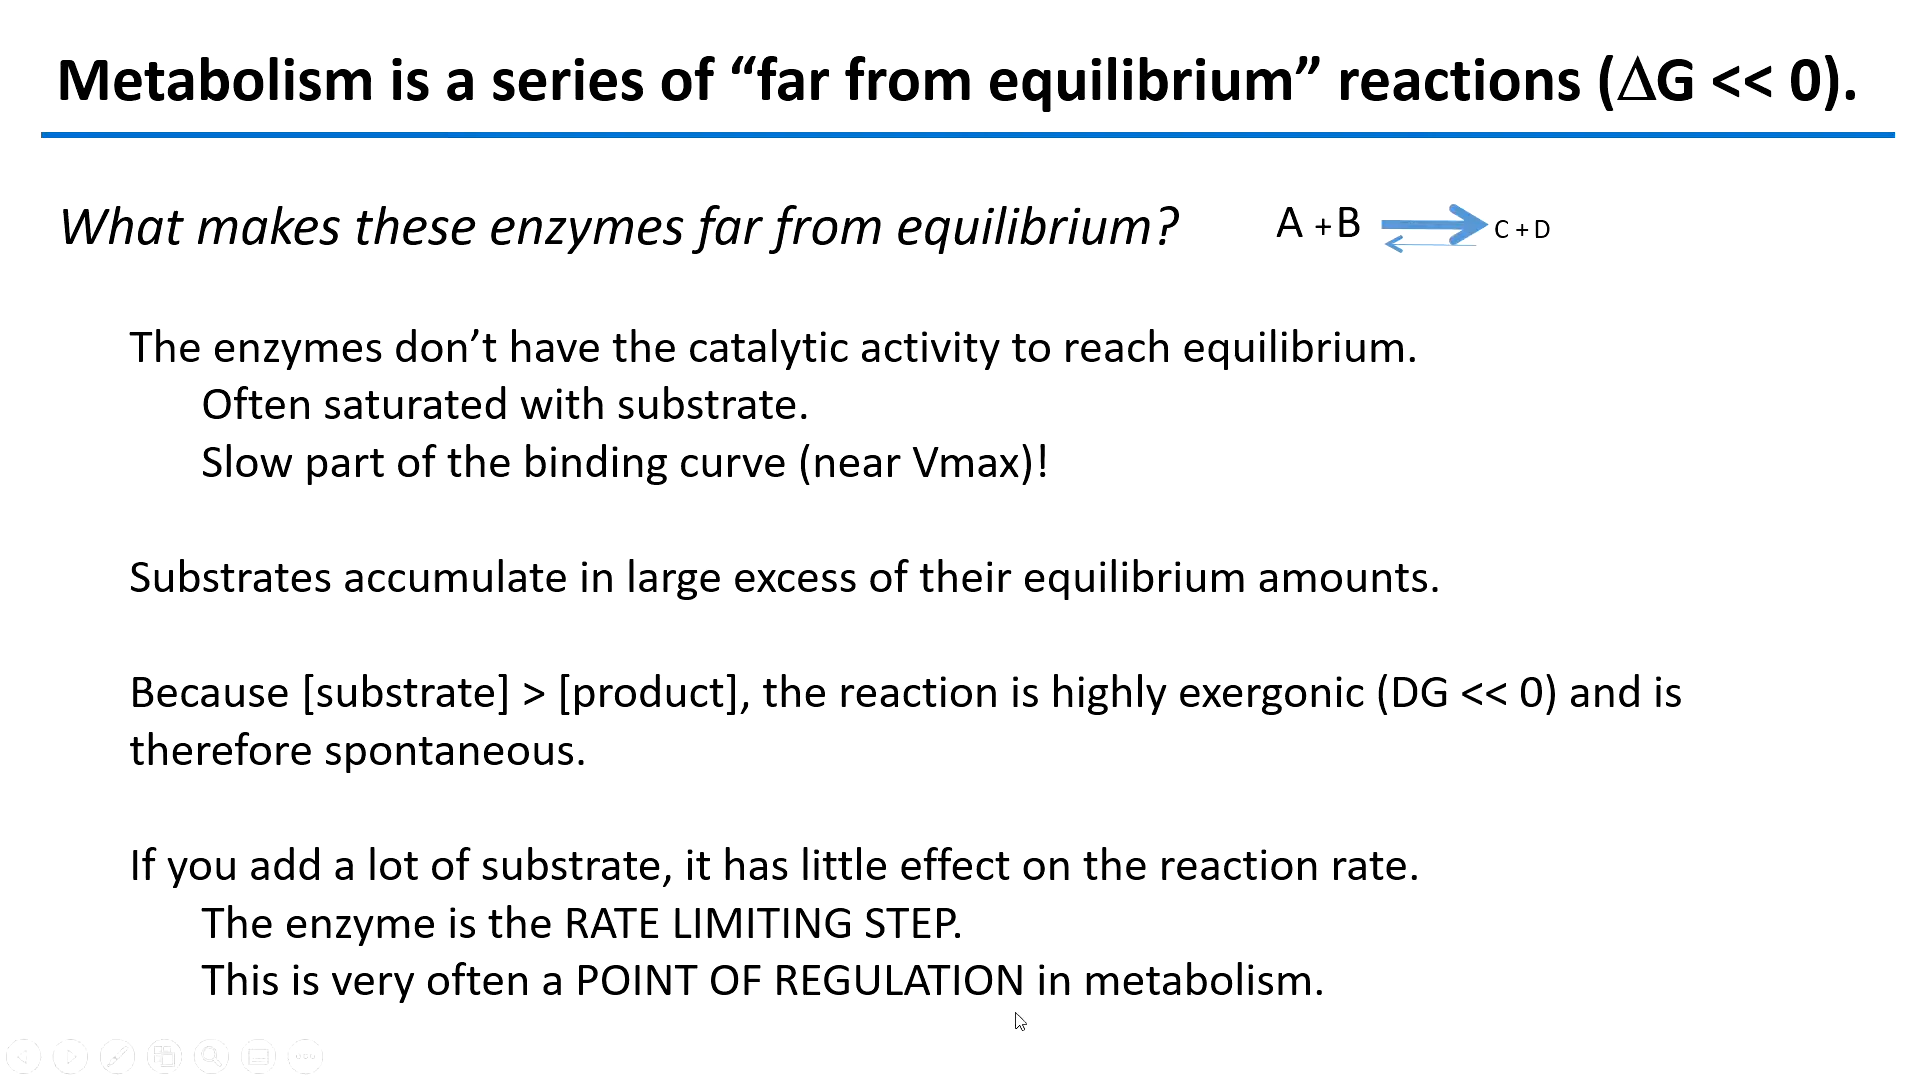 Metabolism is a series of “far from equilibrium” reactions (ΔG << 0).
What makes these enzymes far from equilibrium?
A + B C + D
The enzymes don’t have the catalytic activity to reach equilibrium.
Often saturated with substrate.
Slow part of the binding curve (near Vmax)!
Substrates accumulate in large excess of their equilibrium amounts.
Because [substrate] > [product], the reaction is highly exergonic (DG << 0) and is
therefore spontaneous.
If you add a lot of substrate, it has little effect on the reaction rate.
The enzyme is the RATE LIMITING STEP.
This is very often a POINT OF REGULATION in metabolism.